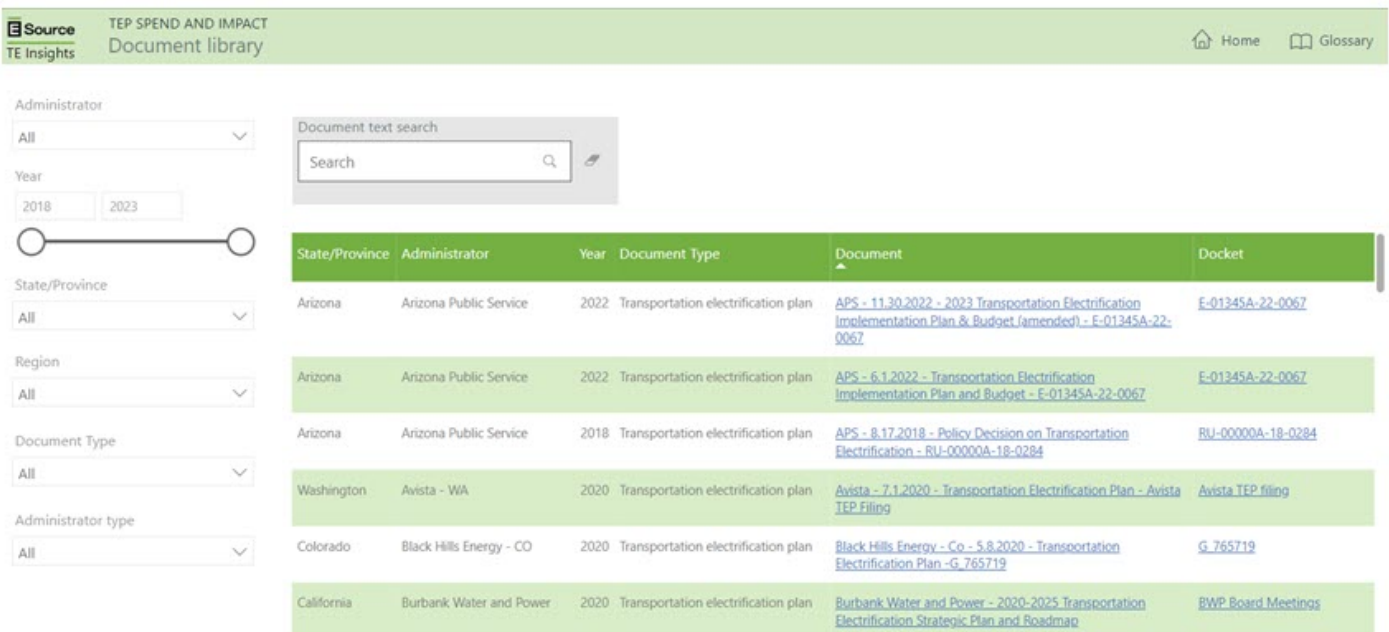 E Source
TE Insights
TEP SPEND AND IMPACT
Document library
Home
Glossary
Administrator
All
Year
2018 2023
State/Province
All
Region
All
Document Type
All
Administrator type
All
Document text search
Search
State/Province Administrator Year Document Type Document Docket
Arizona Arizona Public Service 2022 Transportation electrification plan APS - 11.30.2022 - 2023 Transportation Electrification E-01345A-22-0067
Implementation Plan & Budget (amended) - E-01345A-22-
0067
Arizona Arizona Public Service 2022 Transportation electrification plan APS - 6.1.2022 - Transportation Electrification E-01345A-22-0067
Implementation Plan and Budget - E-01345A-22-0067
Arizona Arizona Public Service 2018 Transportation electrification plan APS - 8.17.2018 - Policy Decision on Transportation RU-00000A-18-0284
Electrification - RU-00000A-18-0284
Washington Avista - WA 2020 Transportation electrification plan Avista - 7.1.2020 - Transportation Electrification Plan - Avista Avista TEP filing
TEP Filing
Colorado Black Hills Energy - CO 2020 Transportation electrification plan Black Hills Energy - Co - 5.8.2020 - Transportation G_765719
Electrification Plan -G_765719
California Burbank Water and Power 2020 Transportation electrification plan Burbank Water and Power - 2020-2025 Transportation BWP Board Meetings
Electrification Strategic Plan and Roadmap